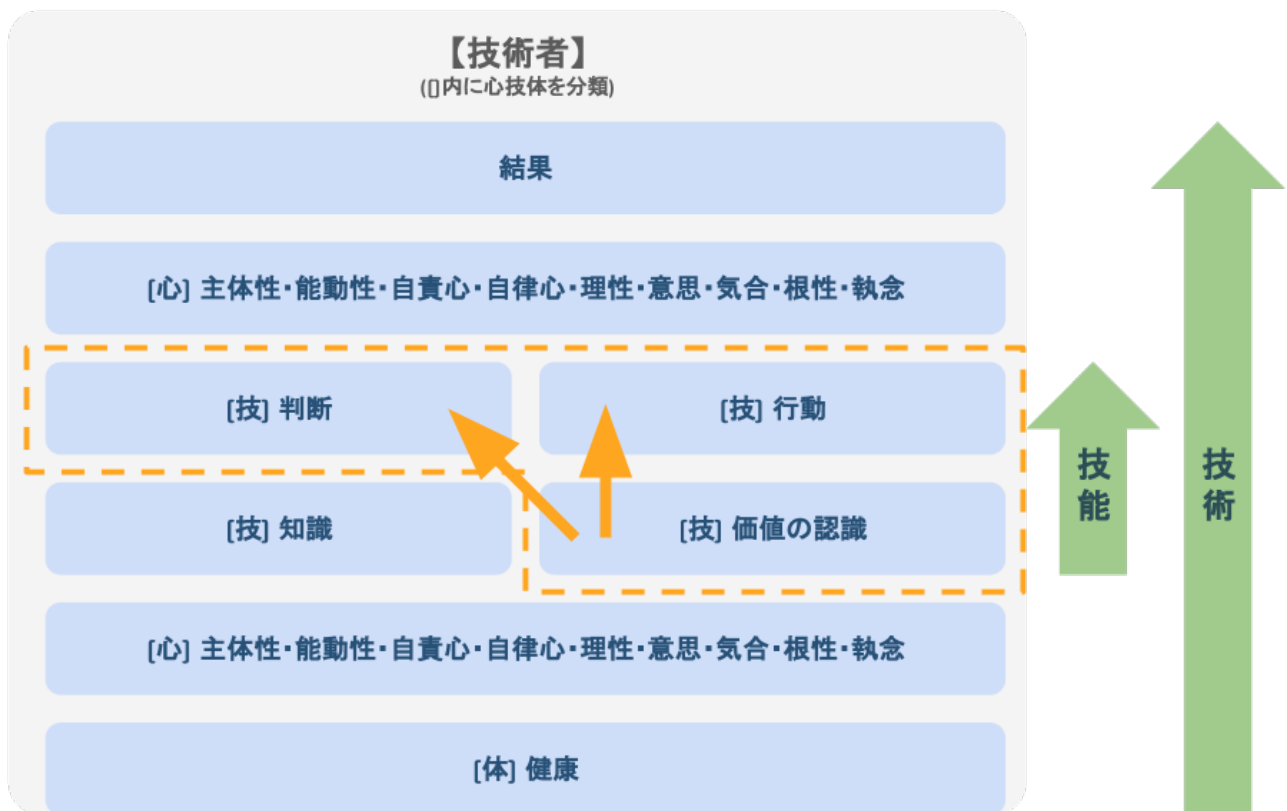 【技術者】
([]内に心技体を分類)
結果
[心] 主体性・能動性・自責心・自律心・理性・意思・気合・根性・執念
[技] 判断
[技] 行動
[技] 知識
[技] 価値の認識
[心] 主体性・能動性・自責心・自律心・理性・意思・気合・根性・執念
[体] 健康
技能
技術